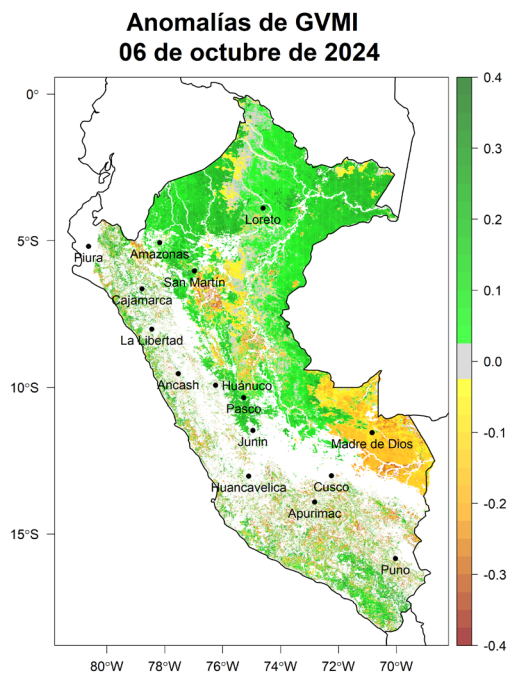 Anomalías de GVMI
06 de octubre de 2024
0°
5°S
10°S
15°S
Loreto
Piura
Amazonas
San Martín
Cajamarca
La Libertad
Ancash
Huánuco
Pasco
Junin
Madre de Dios
Huancavelica
Cusco
Apurimac
Puno
80°W
78°W
76°W
74°W
72°W
70°W
0.4
0.3
0.2
0.1
0.0
-0.1
-0.2
-0.3
-0.4